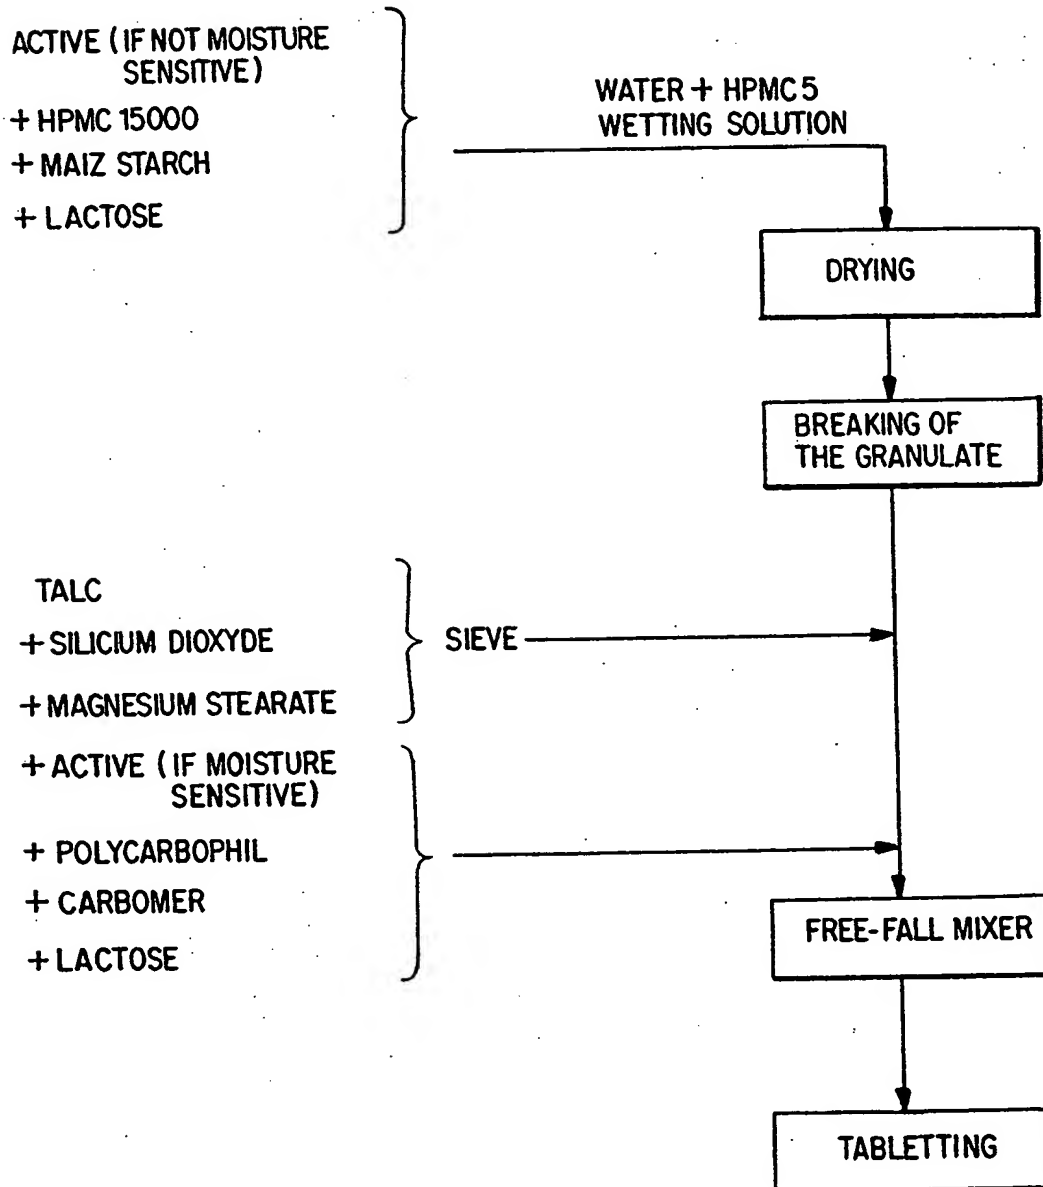 ACTIVE (IF NOT MOISTURE
SENSITIVE)
+ HPMC 15000
+ MAIZ STARCH
+ LACTOSE
WATER + HPMC 5
WETTING SOLUTION
DRYING
BREAKING OF
THE GRANULATE
TALC
+ SILICIUM DIOXYDE
+ MAGNESIUM STEARATE
SIEVE
+ ACTIVE (IF MOISTURE
SENSITIVE)
+ POLYCARBOPHIL
+ CARBOMER
+ LACTOSE
FREE-FALL MIXER
TABLETTING